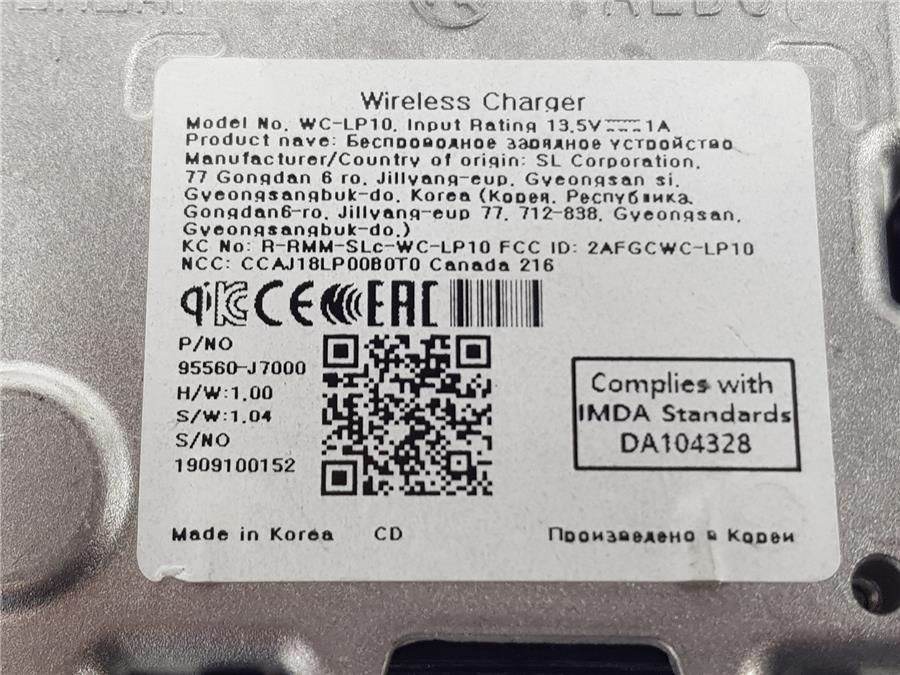 Wireless Charger
Model No. WC-LP10, Input Rating 13.5V 1A
Product nave: Беспроводное зарядное устройство
Manufacturer/Country of origin: SL Corporation,
77 Gongdan 6 ro, Jillyang-eup, Gyeongsan si,
Gyeongsangbuk-do, Korea (Корея, Республика,
Gongdan6-ro, Jillyang-eup 77, 712-838, Gyeongsan,
Gyeongsangbuk-do,)
KC No: R-RMM-SLc-WC-LP10 FCC ID: 2AFGCWC-LP10
NCC: CCAJ18LP00B0T0 Canada 216
qi KC CE EAC
P/NO
95560-J7000
H/W:1.00
S/W:1.04
S/NO
1909100152
Complies with
IMDA Standards
DA104328
Made in Korea CD Произведено в Кореи